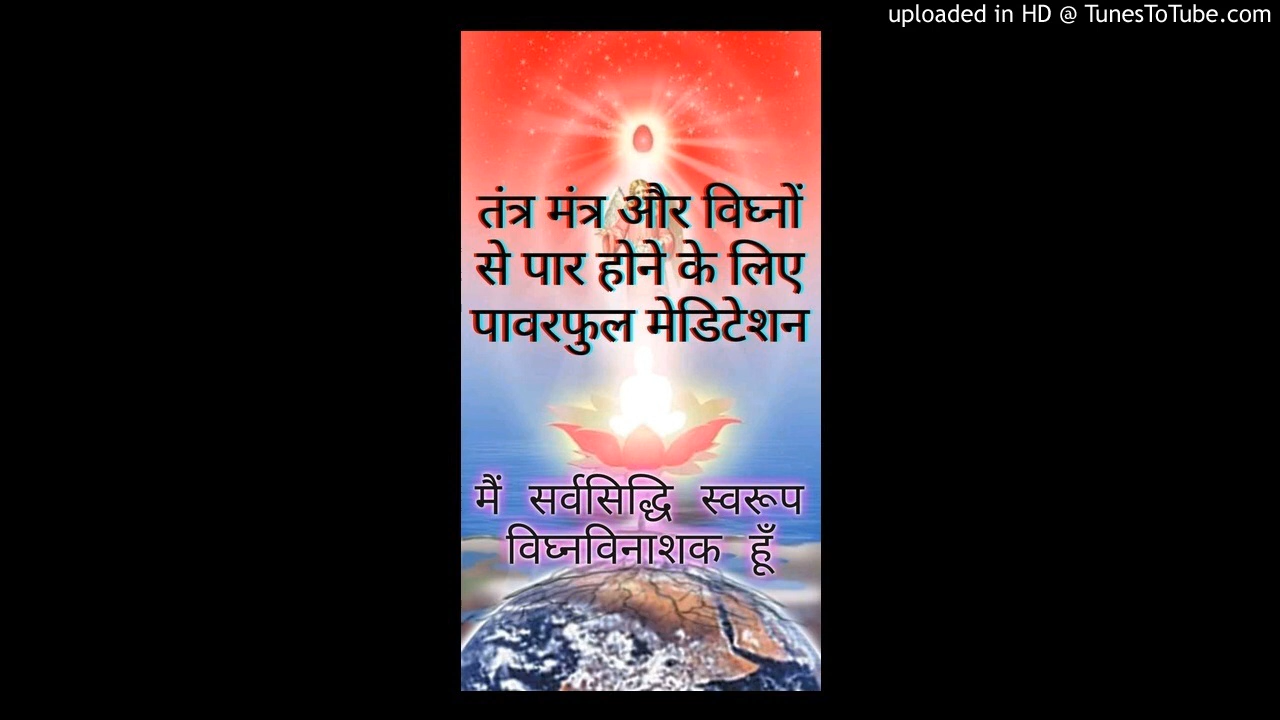 uploaded in HD @ TunesToTube.com
तंत्र मंत्र और विघ्नों
से पार होने के लिए
पावरफुल मेडिटेशन
मैं सर्वसिद्धि स्वरूप
विघ्नविनाशक हूँ